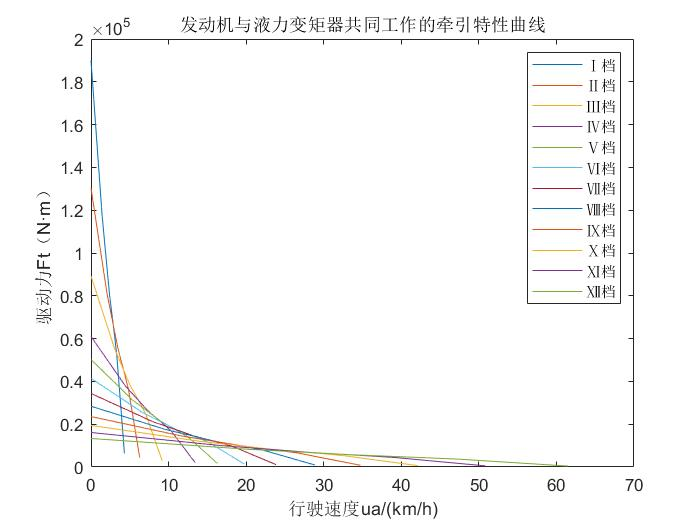 发动机与液力变矩器共同工作的牵引特性曲线
×10⁵
2
1.8
1.6
1.4
1.2
1
0.8
0.6
0.4
0.2
0
驱动力Ft（N·m）
0 10 20 30 40 50 60 70
行驶速度ua/(km/h)
Ⅰ档
Ⅱ档
Ⅲ档
Ⅳ档
Ⅴ档
Ⅵ档
Ⅶ档
Ⅷ档
Ⅸ档
Ⅹ档
Ⅺ档
Ⅻ档